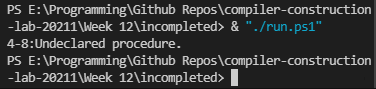 PS E:\Programming\Github Repos\compiler-construction
-lab-20211\Week 12\incompleted> & "./run.ps1"
4-8:Undeclared procedure.
PS E:\Programming\Github Repos\compiler-construction
-lab-20211\Week 12\incompleted>